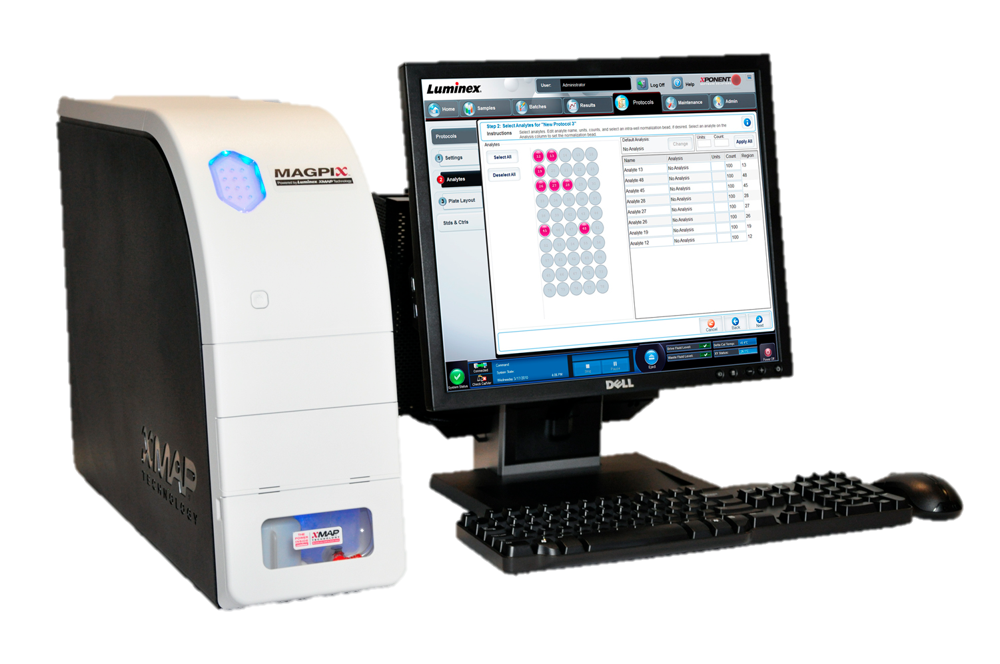 MAGPIX
Powered by Luminex XMAP Technology
XMAP
TECHNOLOGY
THE
POWER
INSIDE
XMAP
TECHNOLOGY
Luminex
User:
Administrator
Log Off
Help
XPONENT
Home
Samples
Batches
Results
Protocols
Maintenance
Admin
Protocols
1 Settings
2 Analytes
3 Plate Layout
Stds & Ctrls
Step 2: Select Analytes for "New Protocol 3"
Instructions
Select analytes. Edit analyte name, units, counts, and select an intra-well normalization bead, if desired. Select an analyte on the
Analysis column to set the normalization bead.
Analytes
Select All
Deselect All
12 13
19
26 27 28
45 48
Default Analysis:
No Analysis
Change
Units:
Count:
Apply All
Name Analysis Units Count Region
Analyte 13 No Analysis 100 13
Analyte 48 No Analysis 100 48
Analyte 45 No Analysis 100 45
Analyte 28 No Analysis 100 28
Analyte 27 No Analysis 100 27
Analyte 26 No Analysis 100 26
Analyte 19 No Analysis 100 19
Analyte 12 No Analysis 100 12
Cancel
Back
Next
System Status
Connected
Check Cal/Ver
Command:
System State
Wednesday 3/17/2010
4:06 PM
Stop
Pause
Eject
Drive Fluid Level:
Waste Fluid Level:
Delta Cal Temp:
XY Status:
Power Off
DELL